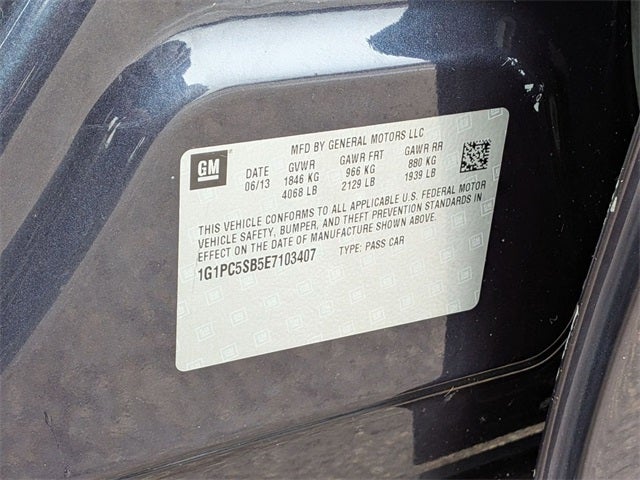 MFD BY GENERAL MOTORS LLC
GM
DATE GVWR GAWR FRT GAWR RR
06/13 1846 KG 966 KG 880 KG
4068 LB 2129 LB 1939 LB
THIS VEHICLE CONFORMS TO ALL APPLICABLE U.S. FEDERAL MOTOR
VEHICLE SAFETY, BUMPER, AND THEFT PREVENTION STANDARDS IN
EFFECT ON THE DATE OF MANUFACTURE SHOWN ABOVE.
1G1PC5SB5E7103407 TYPE: PASS CAR